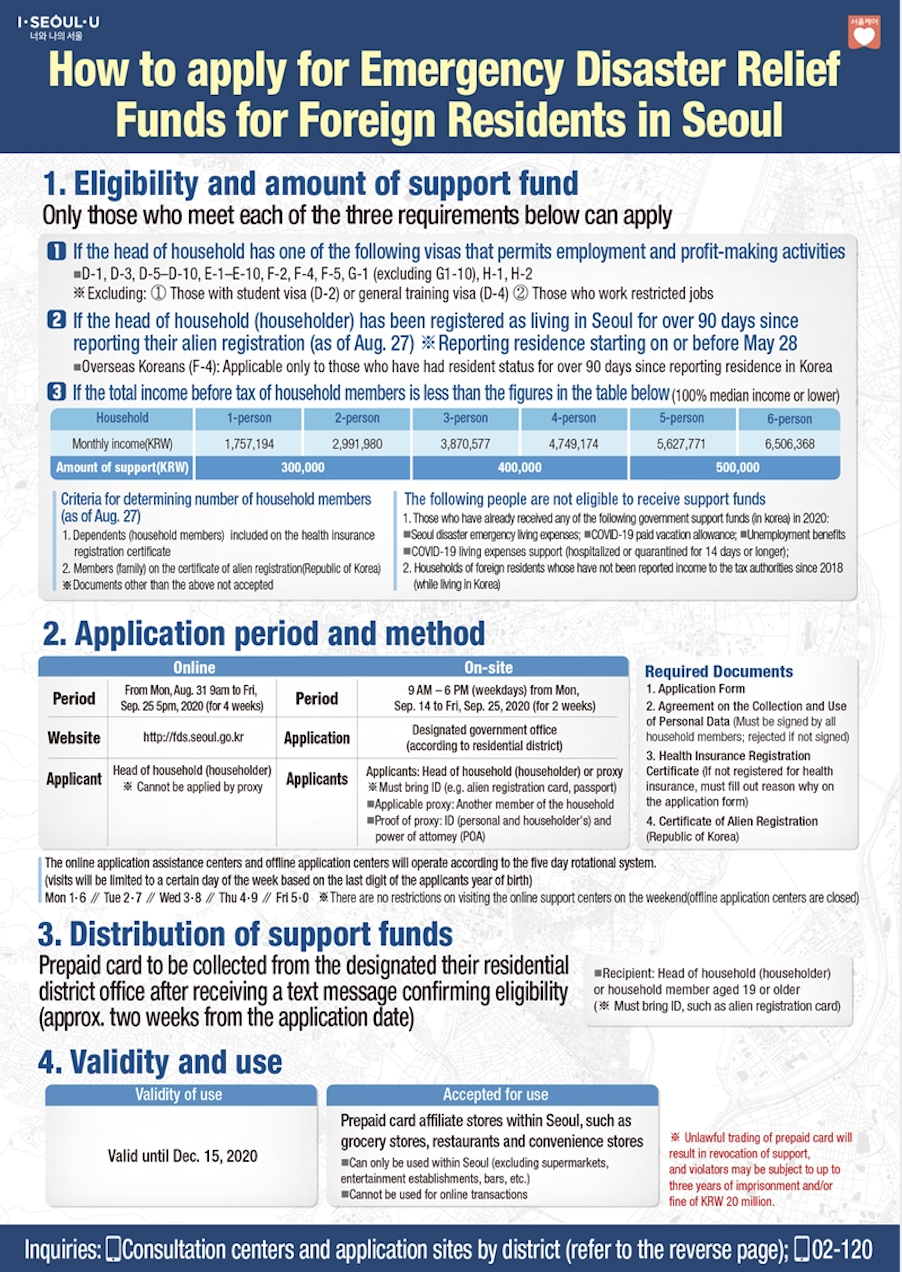 I·SEOUL·U
너와 나의 서울
서울케어
How to apply for Emergency Disaster Relief
Funds for Foreign Residents in Seoul
1. Eligibility and amount of support fund
Only those who meet each of the three requirements below can apply
1 If the head of household has one of the following visas that permits employment and profit-making activities
■D-1, D-3, D-5–D-10, E-1–E-10, F-2, F-4, F-5, G-1 (excluding G1-10), H-1, H-2
※Excluding: ① Those with student visa (D-2) or general training visa (D-4) ② Those who work restricted jobs
2 If the head of household (householder) has been registered as living in Seoul for over 90 days since
reporting their alien registration (as of Aug. 27) ※Reporting residence starting on or before May 28
■Overseas Koreans (F-4): Applicable only to those who have had resident status for over 90 days since reporting residence in Korea
3 If the total income before tax of household members is less than the figures in the table below (100% median income or lower)
Household 1-person 2-person 3-person 4-person 5-person 6-person
Monthly income(KRW) 1,757,194 2,991,980 3,870,577 4,749,174 5,627,771 6,506,368
Amount of support(KRW) 300,000 400,000 500,000
Criteria for determining number of household members
(as of Aug. 27)
1. Dependents (household members) included on the health insurance
registration certificate
2. Members (family) on the certificate of alien registration(Republic of Korea)
※Documents other than the above not accepted
The following people are not eligible to receive support funds
1. Those who have already received any of the following government support funds (in korea) in 2020:
■Seoul disaster emergency living expenses; ■COVID-19 paid vacation allowance; ■Unemployment benefits
■COVID-19 living expenses support (hospitalized or quarantined for 14 days or longer);
2. Households of foreign residents whose have not been reported income to the tax authorities since 2018
(while living in Korea)
2. Application period and method
Online
Period
From Mon, Aug. 31 9am to Fri,
Sep. 25 5pm, 2020 (for 4 weeks)
Website
http://fds.seoul.go.kr
Applicant
Head of household (householder)
※ Cannot be applied by proxy
On-site
Period
9 AM – 6 PM (weekdays) from Mon,
Sep. 14 to Fri, Sep. 25, 2020 (for 2 weeks)
Application
Designated government office
(according to residential district)
Applicants
Applicants: Head of household (householder) or proxy
※Must bring ID (e.g. alien registration card, passport)
■Applicable proxy: Another member of the household
■Proof of proxy: ID (personal and householder's) and
power of attorney (POA)
Required Documents
1. Application Form
2. Agreement on the Collection and Use
of Personal Data (Must be signed by all
household members; rejected if not signed)
3. Health Insurance Registration
Certificate (If not registered for health
insurance, must fill out reason why on
the application form)
4. Certificate of Alien Registration
(Republic of Korea)
The online application assistance centers and offline application centers will operate according to the five day rotational system.
(visits will be limited to a certain day of the week based on the last digit of the applicants year of birth)
Mon 1·6 // Tue 2·7 // Wed 3·8 // Thu 4·9 // Fri 5·0 ※There are no restrictions on visiting the online support centers on the weekend(offline application centers are closed)
3. Distribution of support funds
Prepaid card to be collected from the designated their residential
district office after receiving a text message confirming eligibility
(approx. two weeks from the application date)
■Recipient: Head of household (householder)
or household member aged 19 or older
(※ Must bring ID, such as alien registration card)
4. Validity and use
Validity of use
Valid until Dec. 15, 2020
Accepted for use
Prepaid card affiliate stores within Seoul, such as
grocery stores, restaurants and convenience stores
■Can only be used within Seoul (excluding supermarkets,
entertainment establishments, bars, etc.)
■Cannot be used for online transactions
※ Unlawful trading of prepaid card will
result in revocation of support,
and violators may be subject to up to
three years of imprisonment and/or
fine of KRW 20 million.
Inquiries: Consultation centers and application sites by district (refer to the reverse page); 02-120